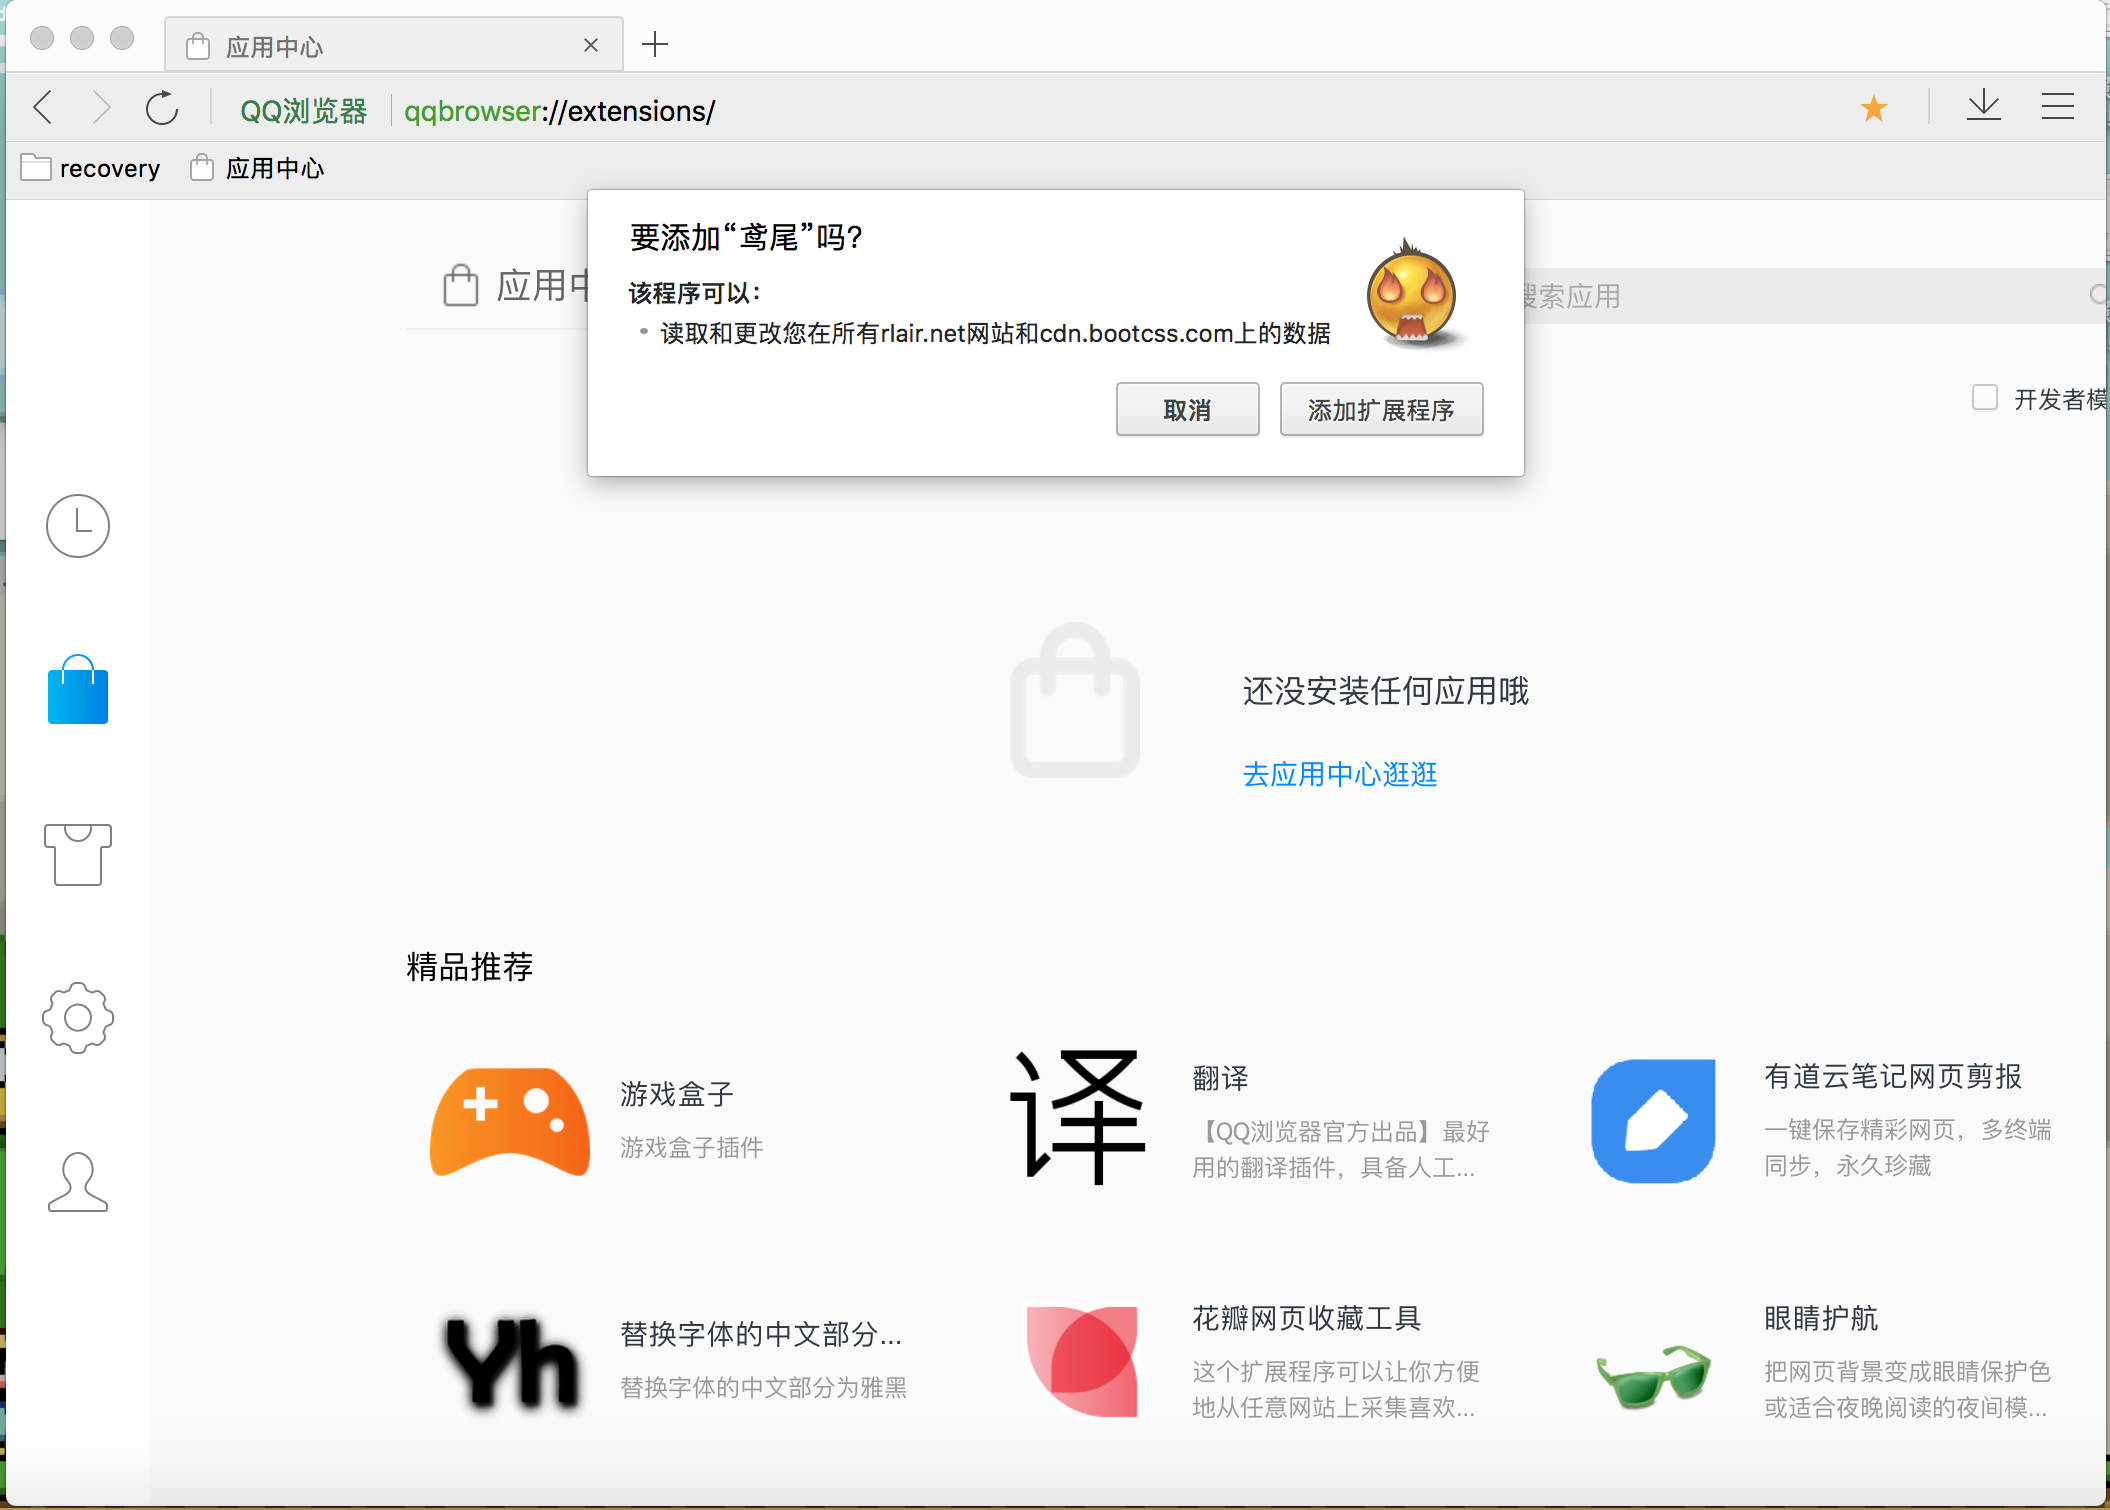 应用中心
QQ浏览器
qqbrowser://extensions/
recovery
应用中心
要添加“鸢尾”吗?
该程序可以：
读取和更改您在所有rlair.net网站和cdn.bootcss.com上的数据
取消
添加扩展程序
应用中
搜索应用
开发者模
还没安装任何应用哦
去应用中心逛逛
精品推荐
游戏盒子
游戏盒子插件
译
翻译
【QQ浏览器官方出品】最好
用的翻译插件，具备人工...
有道云笔记网页剪报
一键保存精彩网页，多终端
同步，永久珍藏
Yh
替换字体的中文部分...
替换字体的中文部分为雅黑
花瓣网页收藏工具
这个扩展程序可以让你方便
地从任意网站上采集喜欢...
眼睛护航
把网页背景变成眼睛保护色
或适合夜晚阅读的夜间模...